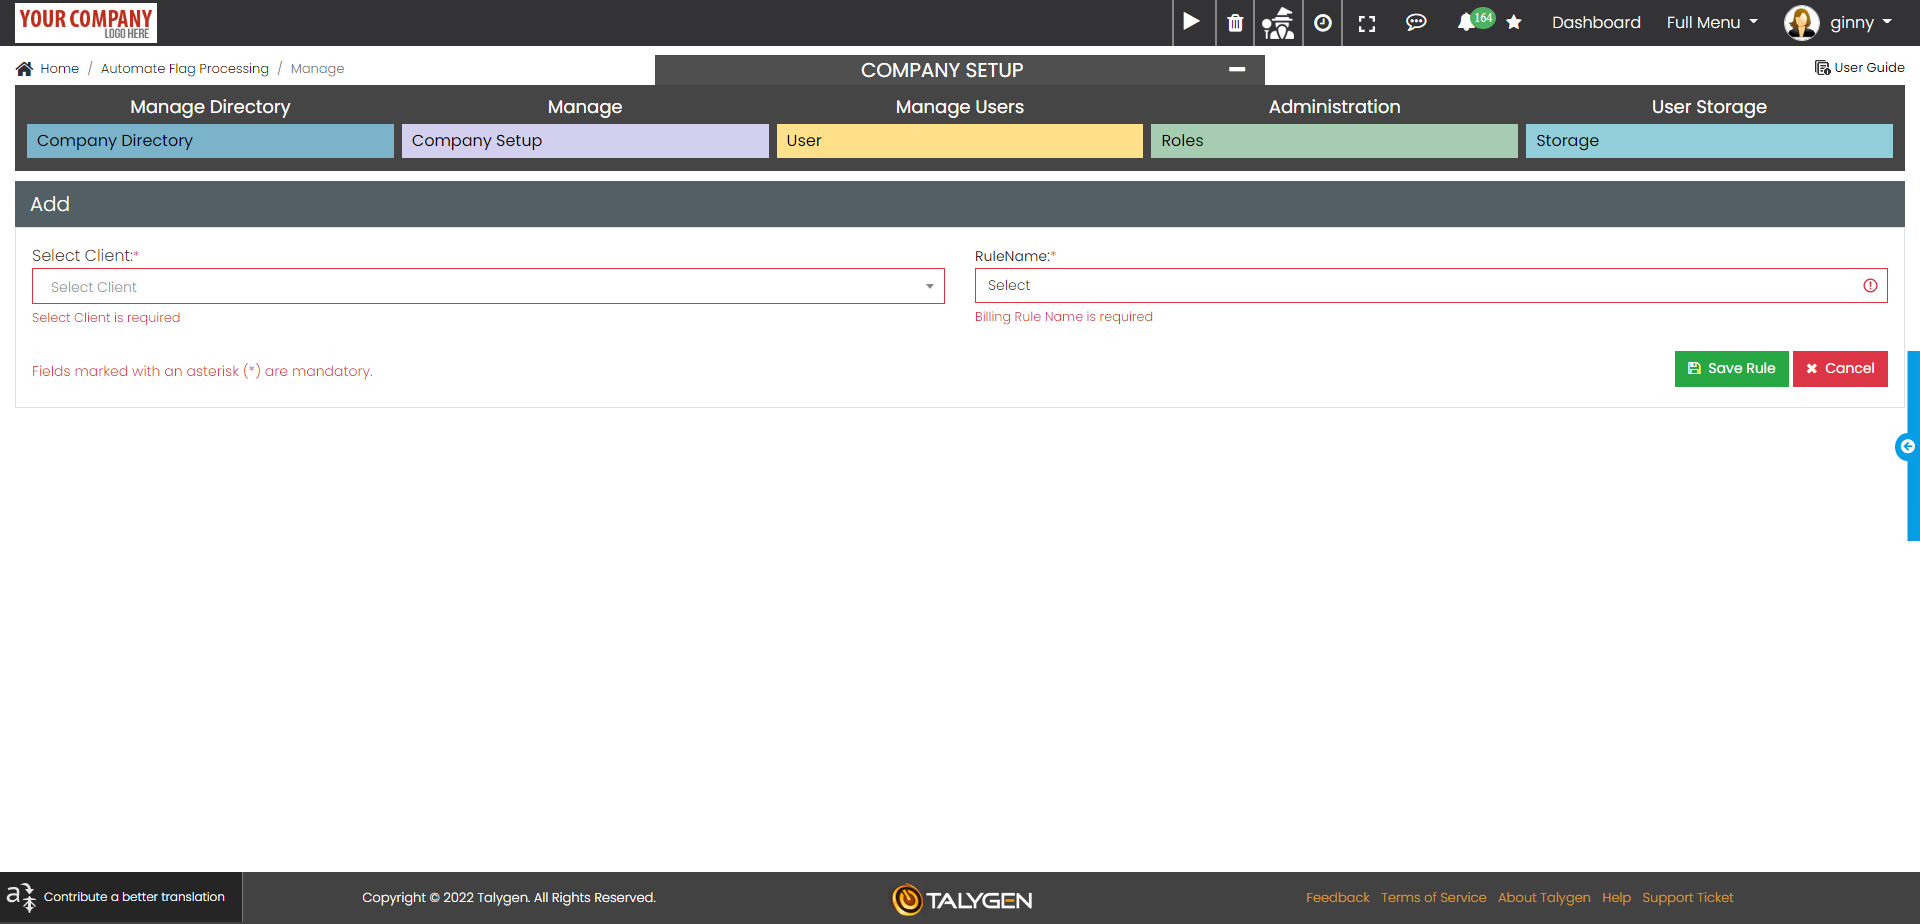 YOUR COMPANY
LOGO HERE
164
Dashboard
Full Menu
ginny
Home / Automate Flag Processing / Manage
COMPANY SETUP
User Guide
Manage Directory
Manage
Manage Users
Administration
User Storage
Company Directory
Company Setup
User
Roles
Storage
Add
Select Client:*
RuleName:*
Select Client
Select
Select Client is required
Billing Rule Name is required
Fields marked with an asterisk (*) are mandatory.
Save Rule
Cancel
Contribute a better translation
Copyright © 2022 Talygen. All Rights Reserved.
TALYGEN
Feedback Terms of Service About Talygen Help Support Ticket